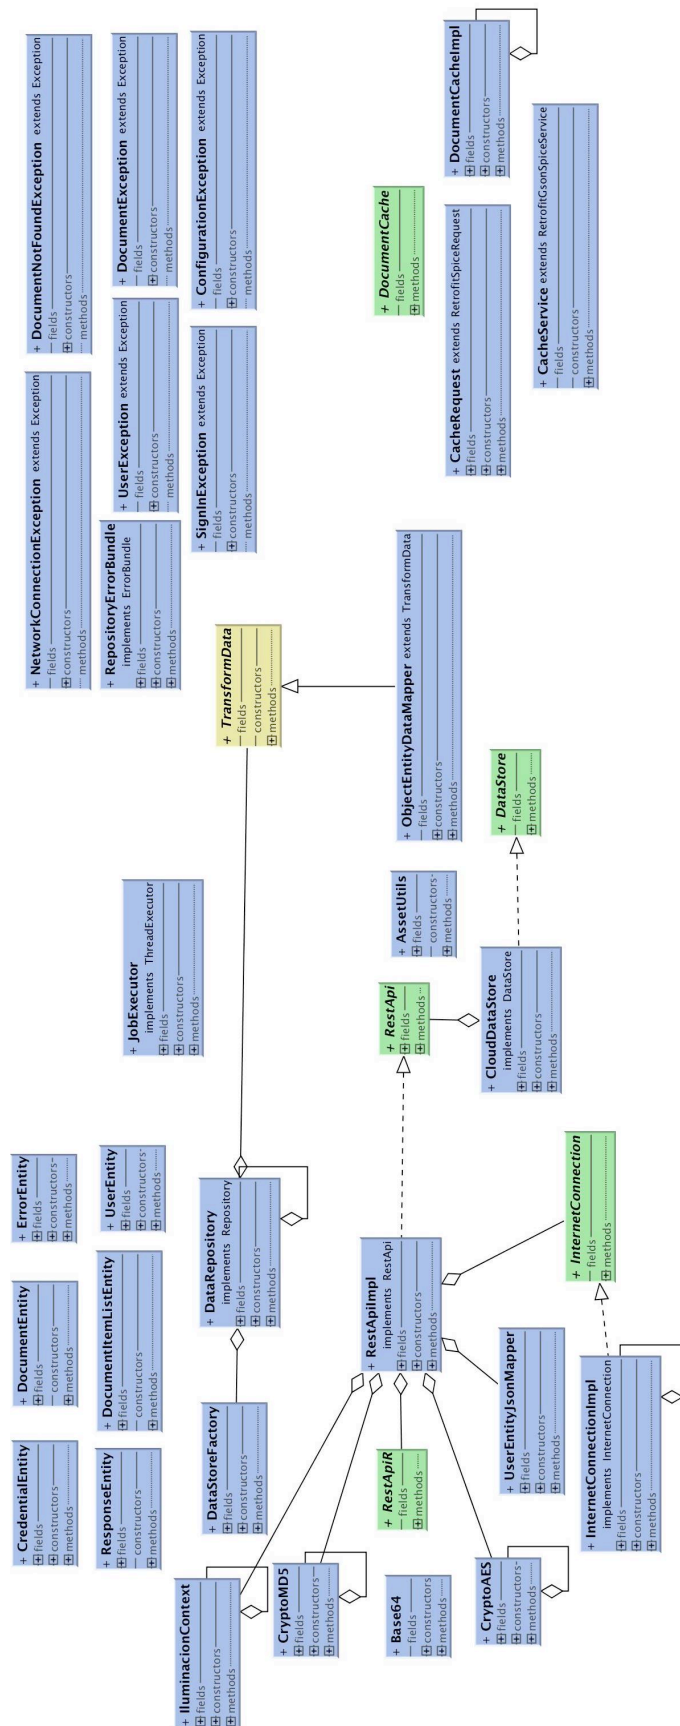 + CredentialEntity
fields
constructors
methods
+ DocumentEntity
fields
constructors
methods
+ ErrorEntity
fields
constructors
methods
+ NetworkConnectionException extends Exception
fields
constructors
methods
+ DocumentNotFoundException extends Exception
fields
constructors
methods
+ ResponseEntity
fields
constructors
methods
+ DocumentItemListEntity
fields
constructors
methods
+ UserEntity
fields
constructors
methods
+ JobExecutor
implements ThreadExecutor
fields
constructors
methods
+ RepositoryErrorBundle
implements ErrorBundle
fields
constructors
methods
+ UserException extends Exception
fields
constructors
methods
+ DocumentException extends Exception
fields
constructors
methods
+ IluminacionContext
fields
constructors
methods
+ DataStoreFactory
fields
constructors
methods
+ DataRepository
implements Repository
fields
constructors
methods
+ TransformData
fields
constructors
methods
+ SignInException extends Exception
fields
constructors
methods
+ ConfigurationException extends Exception
fields
constructors
methods
+ CryptoMD5
fields
constructors
methods
+ RestApiImpl
implements RestApi
fields
constructors
methods
+ RestApiR
fields
methods
+ RestApi
fields
methods
+ AssetUtils
fields
constructors
methods
+ ObjectEntityDataMapper extends TransformData
fields
constructors
methods
+ DocumentCache
fields
methods
+ Base64
fields
constructors
methods
+ CacheRequest extends RetrofitSpiceRequest
fields
constructors
methods
+ DocumentCacheImpl
fields
constructors
methods
+ CryptoAES
fields
constructors
methods
+ UserEntityJsonMapper
fields
constructors
methods
+ CloudDataStore
implements DataStore
fields
constructors
methods
+ DataStore
fields
methods
+ CacheService extends RetrofitGsonSpiceService
fields
constructors
methods
+ InternetConnectionImpl
implements InternetConnection
fields
constructors
methods
+ InternetConnection
fields
methods